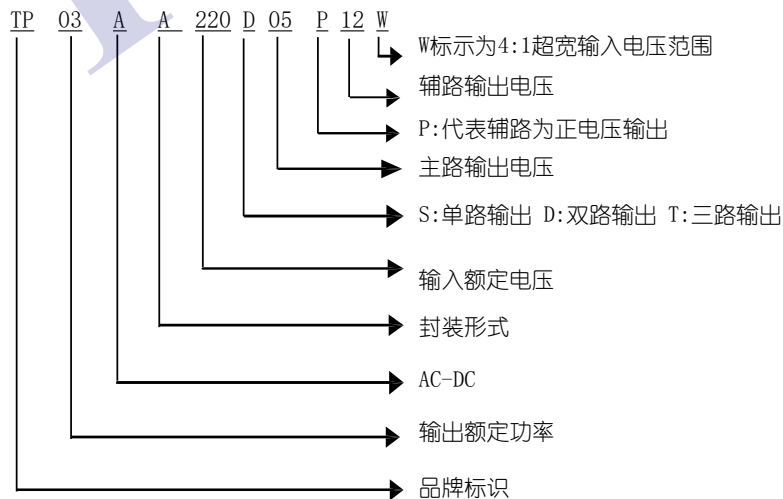 TP 03 A A 220 D 05 P 12 W
W标示为4:1超宽输入电压范围
辅路输出电压
P:代表辅路为正电压输出
主路输出电压
S:单路输出 D:双路输出 T:三路输出
输入额定电压
封装形式
AC-DC
输出额定功率
品牌标识